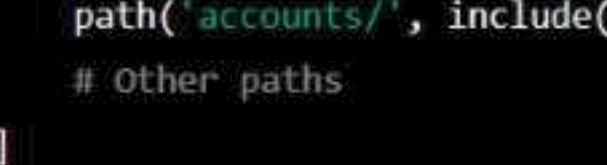 path('accounts/', include(
# Other paths
]